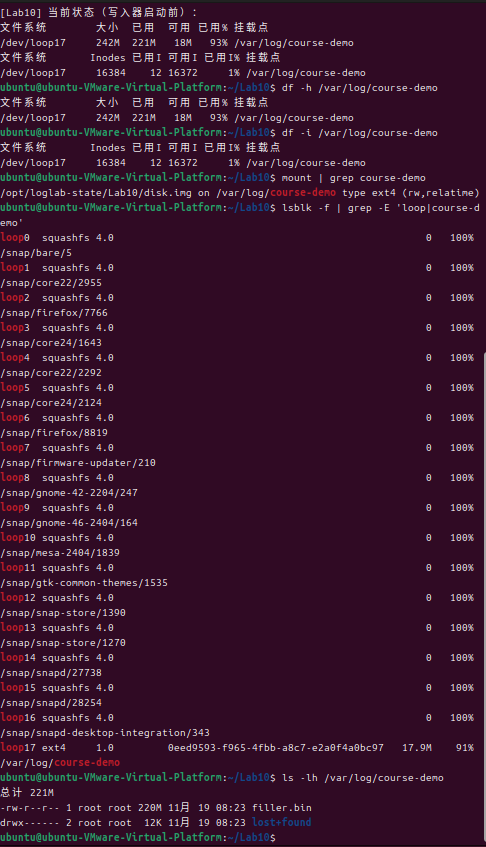 [Lab10] 当前状态（写入器启动前）：
文件系统 大小 已用 可用 已用% 挂载点
/dev/loop17 242M 221M 18M 93% /var/log/course-demo
文件系统 Inodes 已用I 可用I 已用I% 挂载点
/dev/loop17 16384 12 16372 1% /var/log/course-demo
ubuntu@ubuntu-VMware-Virtual-Platform:~/Lab10$ df -h /var/log/course-demo
文件系统 大小 已用 可用 已用% 挂载点
/dev/loop17 242M 221M 18M 93% /var/log/course-demo
ubuntu@ubuntu-VMware-Virtual-Platform:~/Lab10$ df -i /var/log/course-demo
文件系统 Inodes 已用I 可用I 已用I% 挂载点
/dev/loop17 16384 12 16372 1% /var/log/course-demo
ubuntu@ubuntu-VMware-Virtual-Platform:~/Lab10$ mount | grep course-demo
/opt/loglab-state/Lab10/disk.img on /var/log/course-demo type ext4 (rw,relatime)
ubuntu@ubuntu-VMware-Virtual-Platform:~/Lab10$ lsblk -f | grep -E 'loop|course-d
emo'
loop0 squashfs 4.0 0 100%
/snap/bare/5
loop1 squashfs 4.0 0 100%
/snap/core22/2955
loop2 squashfs 4.0 0 100%
/snap/firefox/7766
loop3 squashfs 4.0 0 100%
/snap/core24/1643
loop4 squashfs 4.0 0 100%
/snap/core22/2292
loop5 squashfs 4.0 0 100%
/snap/core24/2124
loop6 squashfs 4.0 0 100%
/snap/firefox/8819
loop7 squashfs 4.0 0 100%
/snap/firmware-updater/210
loop8 squashfs 4.0 0 100%
/snap/gnome-42-2204/247
loop9 squashfs 4.0 0 100%
/snap/gnome-46-2404/164
loop10 squashfs 4.0 0 100%
/snap/mesa-2404/1839
loop11 squashfs 4.0 0 100%
/snap/gtk-common-themes/1535
loop12 squashfs 4.0 0 100%
/snap/snap-store/1390
loop13 squashfs 4.0 0 100%
/snap/snap-store/1270
loop14 squashfs 4.0 0 100%
/snap/snapd/27738
loop15 squashfs 4.0 0 100%
/snap/snapd/28254
loop16 squashfs 4.0 0 100%
/snap/snapd-desktop-integration/343
loop17 ext4 1.0 0eed9593-f965-4fbb-a8c7-e2a0f4a0bc97 17.9M 91%
/var/log/course-demo
ubuntu@ubuntu-VMware-Virtual-Platform:~/Lab10$ ls -lh /var/log/course-demo
总计 221M
-rw-r--r-- 1 root root 220M 11月 19 08:23 filler.bin
drwx------ 2 root root 12K 11月 19 08:23 lost+found
ubuntu@ubuntu-VMware-Virtual-Platform:~/Lab10$